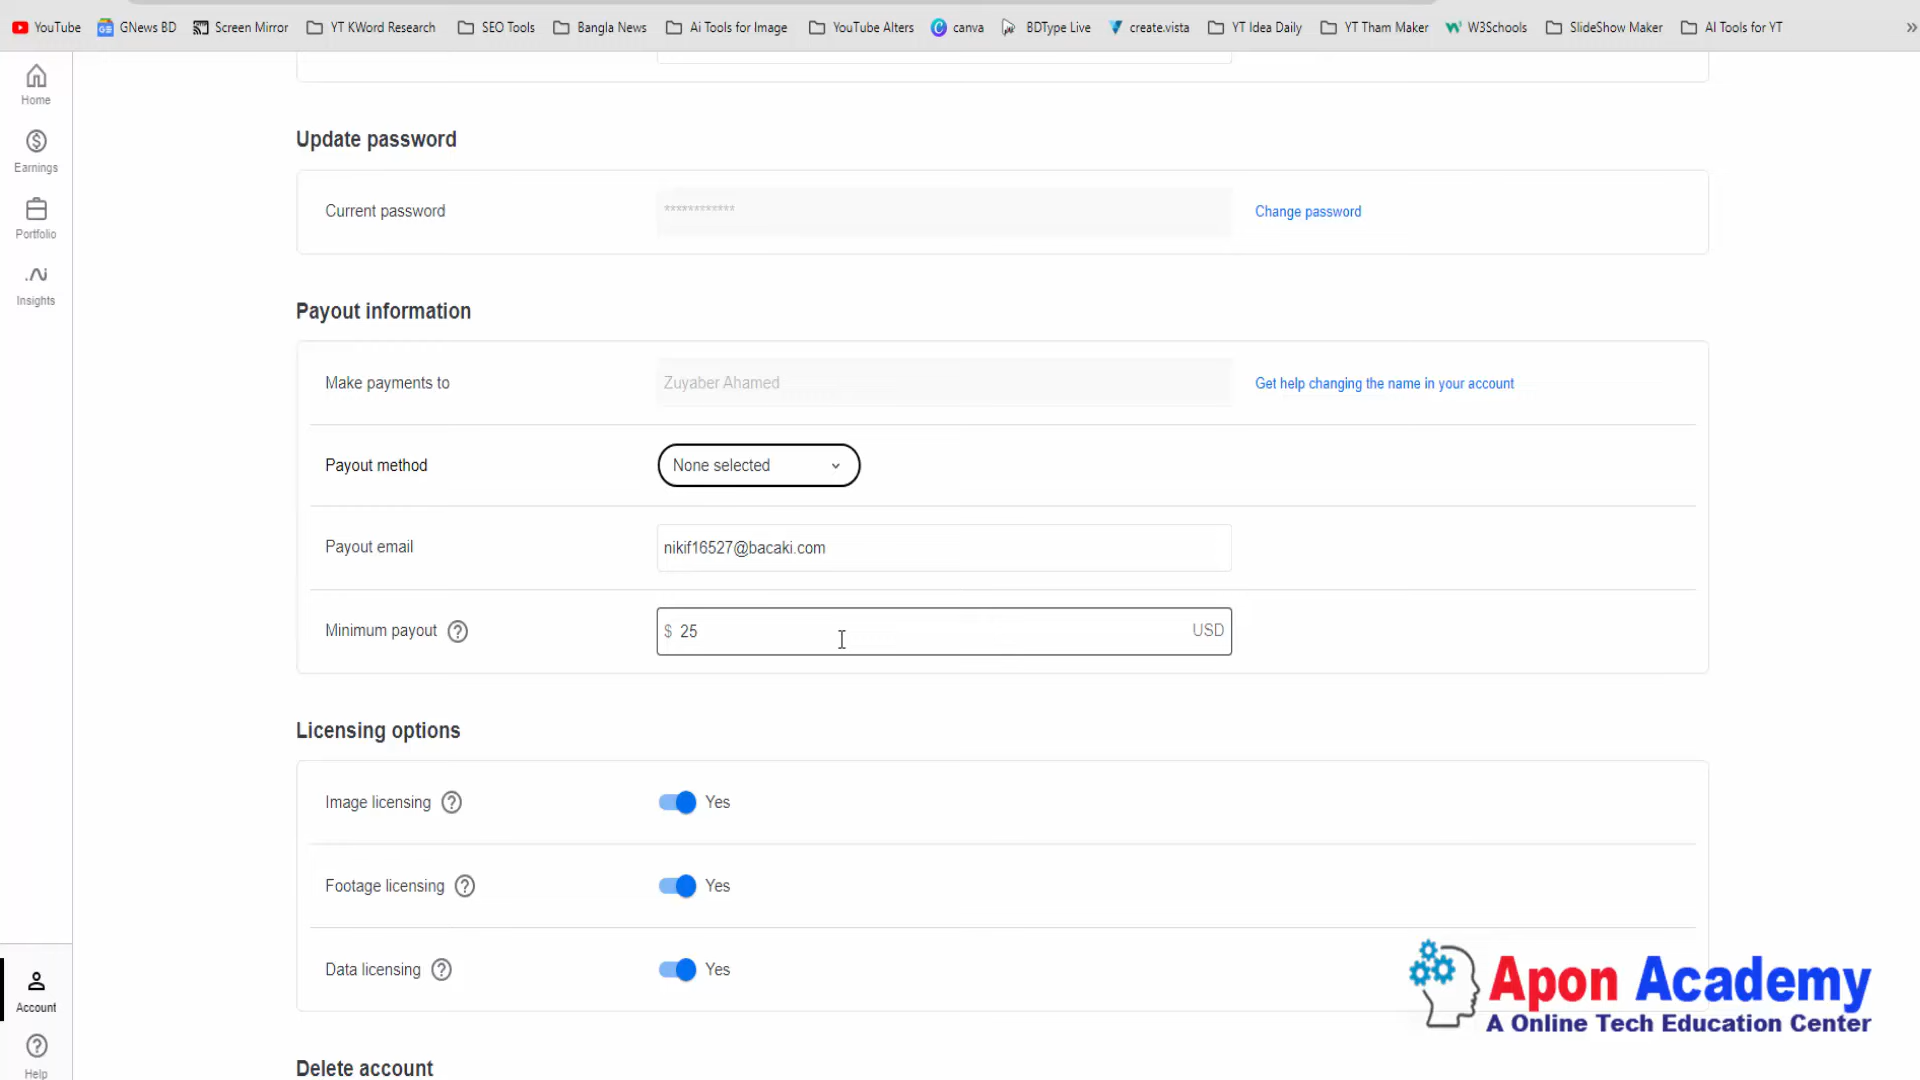 YouTube GNews BD Screen Mirror YT KWord Research SEO Tools Bangla News Ai Tools for Image YouTube Alters canva BDType Live create.vista YT Idea Daily YT Tham Maker W3Schools SlideShow Maker AI Tools for YT »
Home
Earnings
Portfolio
Insights
Account
Help
Update password
Current password ************ Change password
Payout information
Make payments to Zuyaber Ahamed Get help changing the name in your account
Payout method None selected
Payout email nikif16527@bacaki.com
Minimum payout ? $ 25 USD
Licensing options
Image licensing ? Yes
Footage licensing ? Yes
Data licensing ? Yes
Delete account
Apon Academy
A Online Tech Education Center